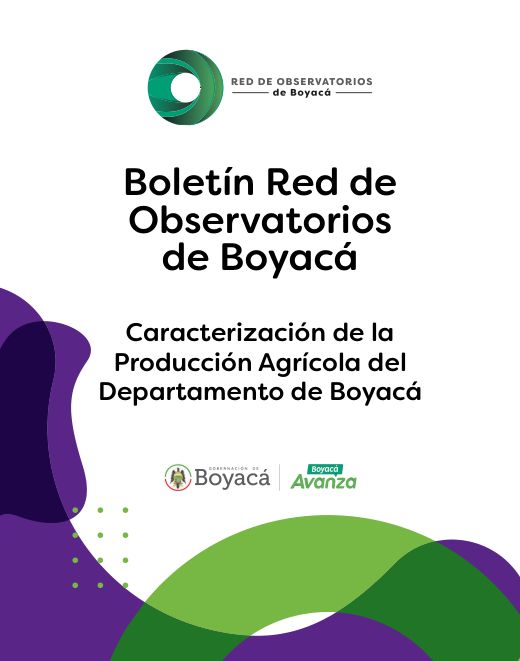 RED DE OBSERVATORIOS
de Boyacá
Boletín Red de
Observatorios
de Boyacá
Caracterización de la
Producción Agrícola del
Departamento de Boyacá
GOBERNACIÓN DE
Boyacá
Boyacá
Avanza